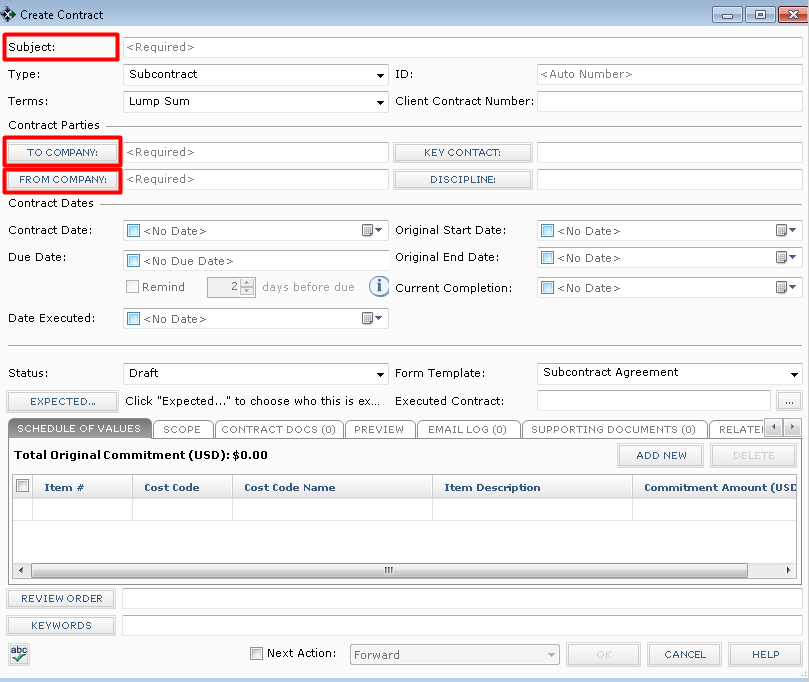 Create Contract
Subject: <Required>
Type: Subcontract ID: <Auto Number>
Terms: Lump Sum Client Contract Number:
Contract Parties
TO COMPANY: <Required> KEY CONTACT:
FROM COMPANY: <Required> DISCIPLINE:
Contract Dates
Contract Date: <No Date> Original Start Date: <No Date>
Due Date: <No Due Date> Original End Date: <No Date>
Remind 2 days before due i Current Completion: <No Date>
Date Executed: <No Date>
Status: Draft Form Template: Subcontract Agreement
EXPECTED... Click "Expected..." to choose who this is ex... Executed Contract: ...
SCHEDULE OF VALUES SCOPE CONTRACT DOCS (0) PREVIEW EMAIL LOG (0) SUPPORTING DOCUMENTS (0) RELATE
Total Original Commitment (USD): $0.00 ADD NEW DELETE
Item # Cost Code Cost Code Name Item Description Commitment Amount (USD
REVIEW ORDER
KEYWORDS
abc Next Action: Forward OK CANCEL HELP